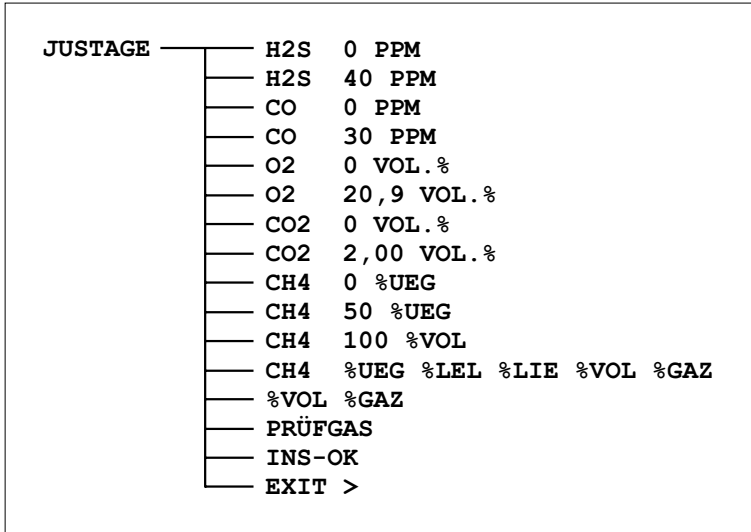 JUSTAGE H2S 0 PPM
H2S 40 PPM
CO 0 PPM
CO 30 PPM
O2 0 VOL.%
O2 20,9 VOL.%
CO2 0 VOL.%
CO2 2,00 VOL.%
CH4 0 %UEG
CH4 50 %UEG
CH4 100 %VOL
CH4 %UEG %LEL %LIE %VOL %GAZ
%VOL %GAZ
PRÜFGAS
INS-OK
EXIT >